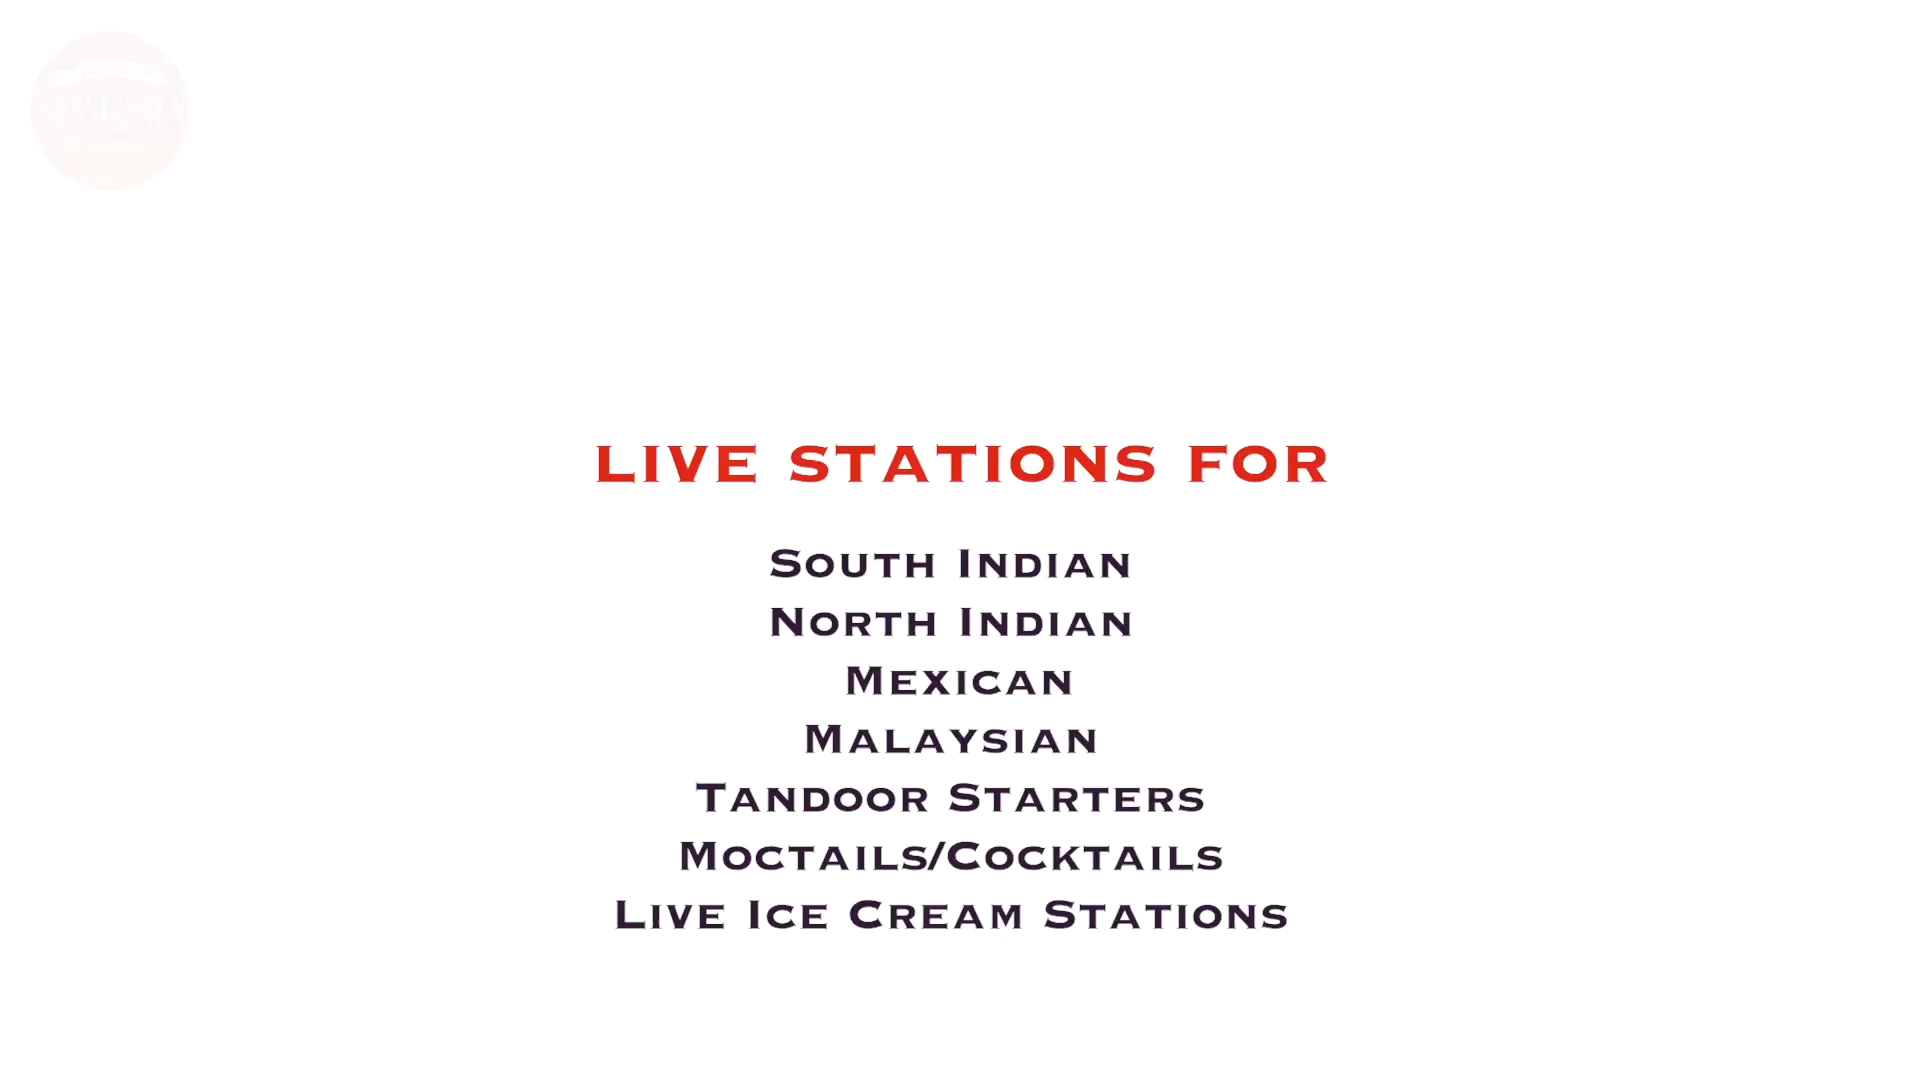 LIVE STATIONS FOR
South Indian
North Indian
Mexican
Malaysian
Tandoor Starters
Moctails/Cocktails
Live Ice Cream Stations